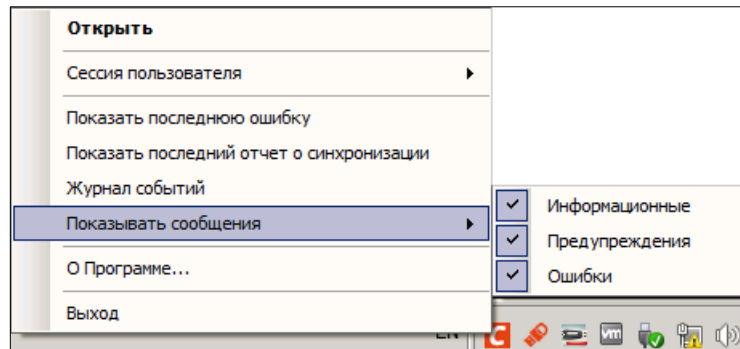 Открыть
Сессия пользователя
Показать последнюю ошибку
Показать последний отчет о синхронизации
Журнал событий
Показывать сообщения
Информационные
Предупреждения
Ошибки
О Программе...
Выход
EN
C
vm